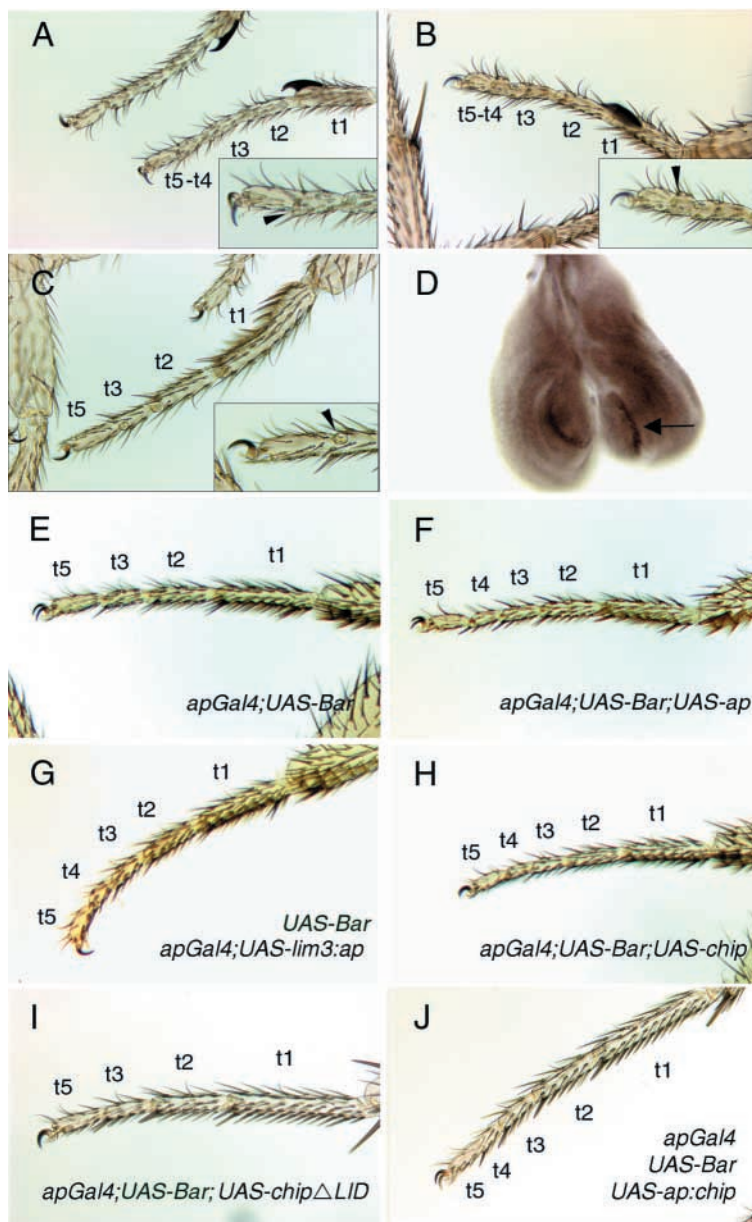 A
t1
t2
t3
t5-t4
B
t5-t4
t3
t2
t1
C
t1
t2
t3
t5
D
E
t5
t3
t2
t1
apGal4;UAS-Bar
F
t5
t4
t3
t2
t1
apGal4;UAS-Bar;UAS-ap
G
t1
t2
t3
t4
t5
UAS-Bar
apGal4;UAS-lim3:ap
H
t5
t4
t3
t2
t1
apGal4;UAS-Bar;UAS-chip
I
t5
t3
t2
t1
apGal4;UAS-Bar; UAS-chip△LID
J
t1
t2
t3
t4
t5
apGal4
UAS-Bar
UAS-ap:chip